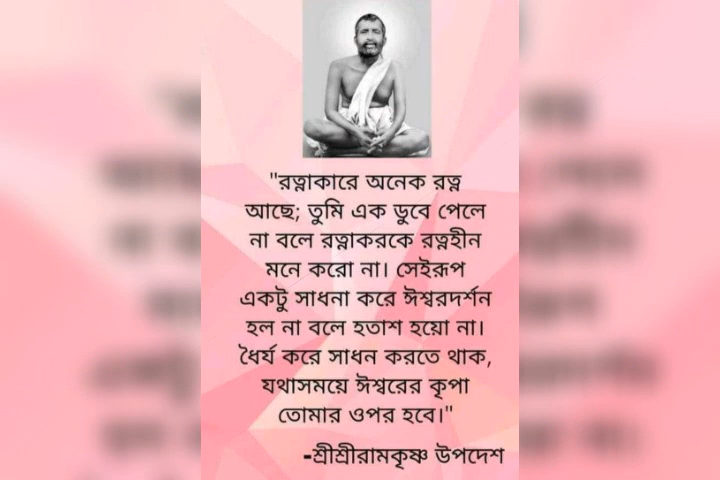 "রত্নাকারে অনেক রত্ন
আছে; তুমি এক ডুবে পেলে
না বলে রত্নাকরকে রত্নহীন
মনে করো না। সেইরূপ
একটু সাধনা করে ঈশ্বরদর্শন
হল না বলে হতাশ হয়ো না।
ধৈর্য করে সাধন করতে থাক,
যথাসময়ে ঈশ্বরের কৃপা
তোমার ওপর হবে।"
-শ্রীশ্রীরামকৃষ্ণ উপদেশ